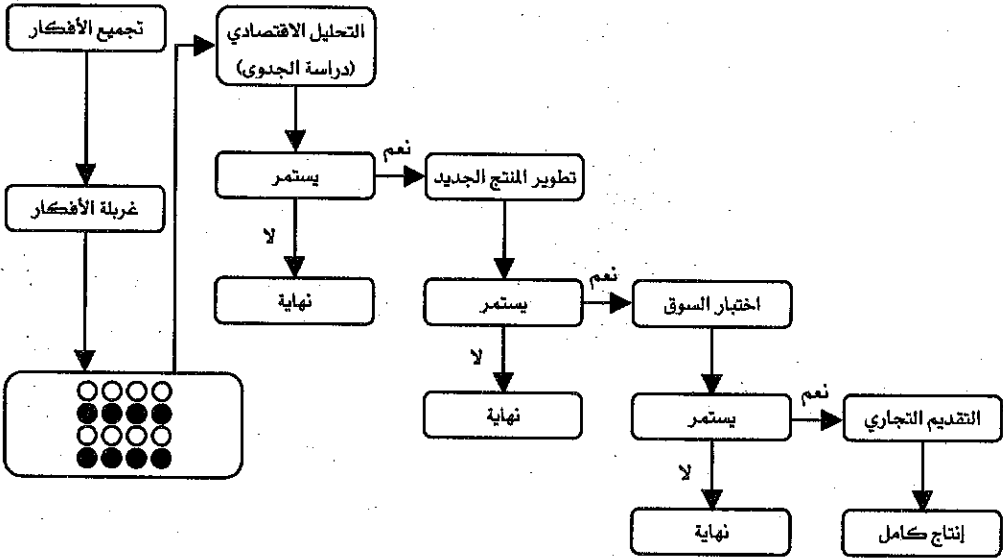 تجميع الأفكار
غربلة الأفكار
التحليل الاقتصادي
(دراسة الجدوى)
يستمر
نعم
لا
نهاية
تطوير المنتج الجديد
يستمر
نعم
لا
نهاية
اختبار السوق
يستمر
نعم
لا
نهاية
التقديم التجاري
إنتاج كامل